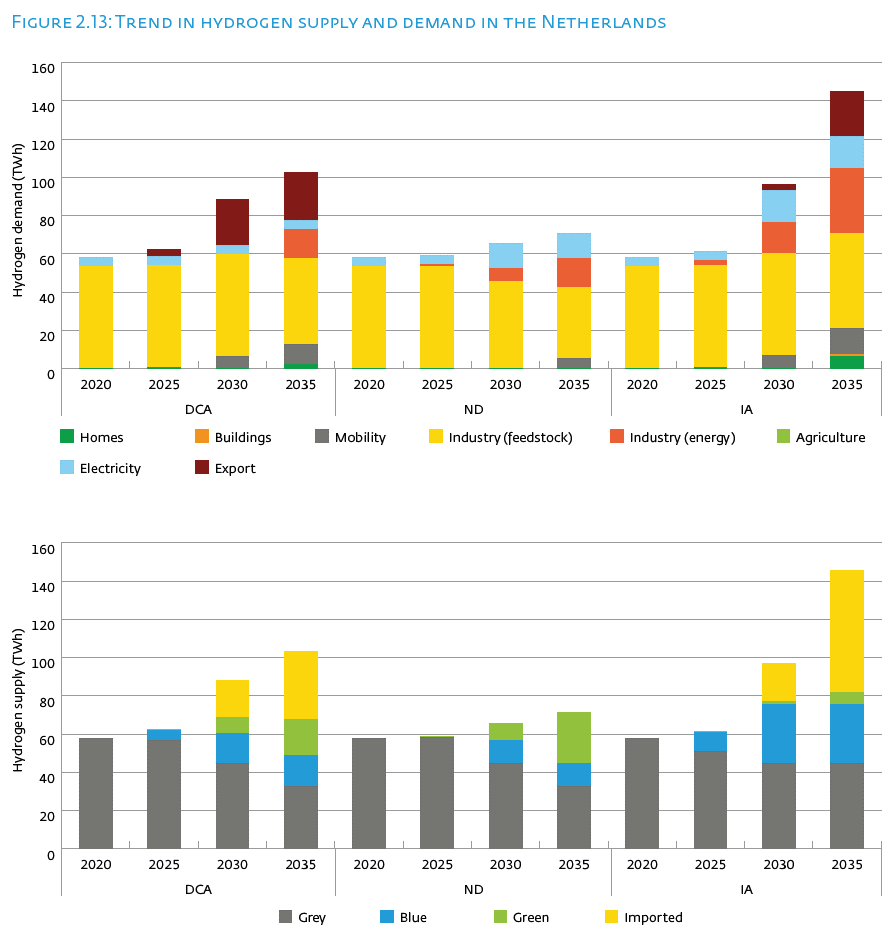 Figure 2.13: Trend in hydrogen supply and demand in the Netherlands
Hydrogen demand (TWh)
160
140
120
100
80
60
40
20
0
2020 2025 2030 2035 2020 2025 2030 2035 2020 2025 2030 2035
DCA ND IA
Homes Buildings Mobility Industry (feedstock) Industry (energy) Agriculture
Electricity Export
Hydrogen supply (TWh)
160
140
120
100
80
60
40
20
0
2020 2025 2030 2035 2020 2025 2030 2035 2020 2025 2030 2035
DCA ND IA
Grey Blue Green Imported